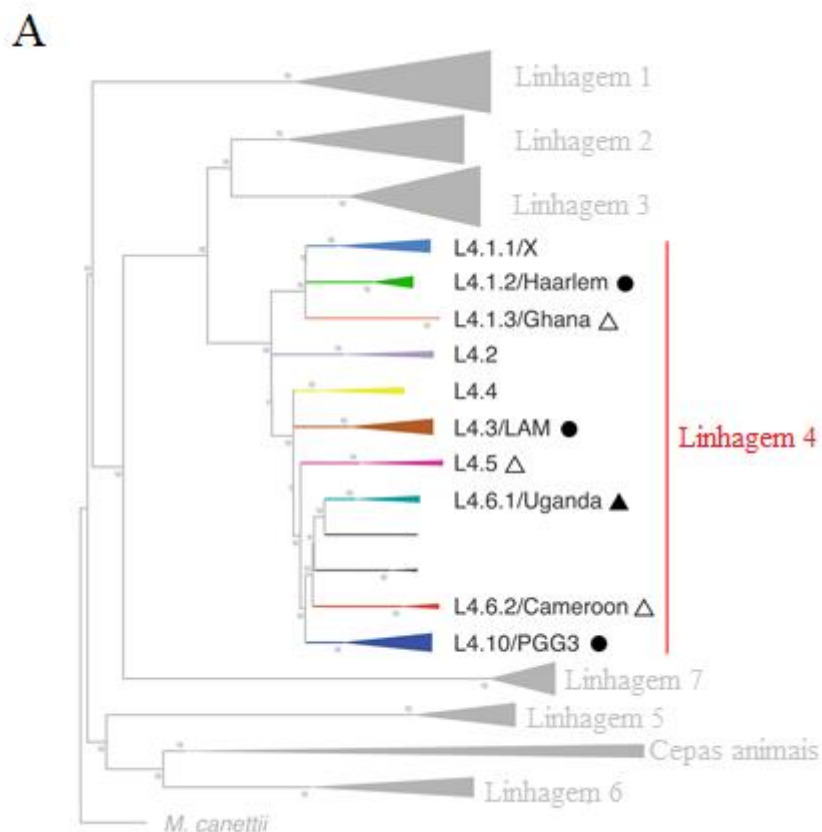 A
Linhagem 1
Linhagem 2
Linhagem 3
L4.1.1/X
L4.1.2/Haarlem
L4.1.3/Ghana
L4.2
L4.4
L4.3/LAM
L4.5
L4.6.1/Uganda
L4.6.2/Cameroon
L4.10/PGG3
Linhagem 4
Linhagem 7
Linhagem 5
Cepas animais
Linhagem 6
M. canettii